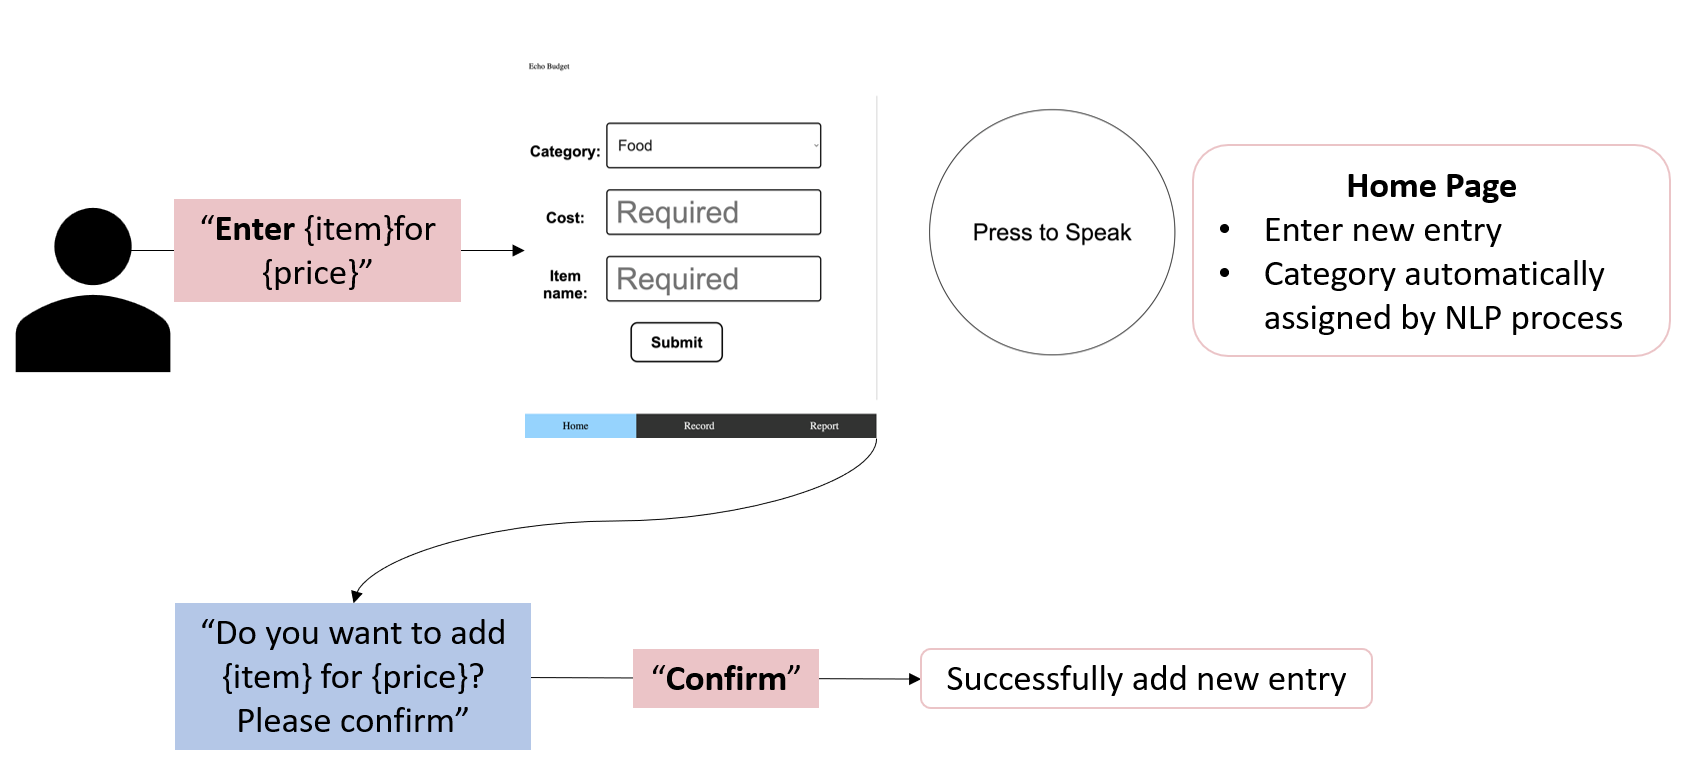 Echo Budget
Category:
Food
Cost:
Required
Item
name:
Required
Submit
Home
Record
Report
Press to Speak
“Enter {item}for
{price}”
Home Page
• Enter new entry
• Category automatically
assigned by NLP process
“Do you want to add
{item} for {price}?
Please confirm”
“Confirm”
Successfully add new entry